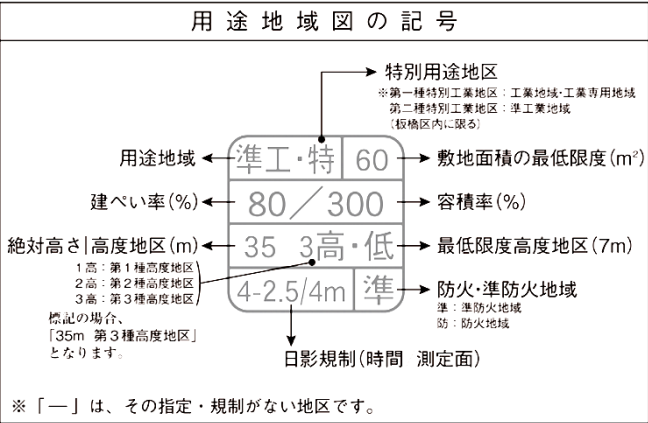 用途地域図の記号
特別用途地区
※第一種特別工業地区：工業地域・工業専用地域
第二種特別工業地区：準工業地域
（板橋区内に限る）
用途地域
準工・特
60
敷地面積の最低限度(m²)
建ぺい率(%)
80／300
容積率(%)
絶対高さ|高度地区(m)
35 3高・低
最低限度高度地区(7m)
1高：第1種高度地区
2高：第2種高度地区
3高：第3種高度地区
標記の場合、
「35m 第3種高度地区」
となります。
4-2.5/4m
準
防火・準防火地域
準：準防火地域
防：防火地域
日影規制(時間 測定面)
※「―」は、その指定・規制がない地区です。